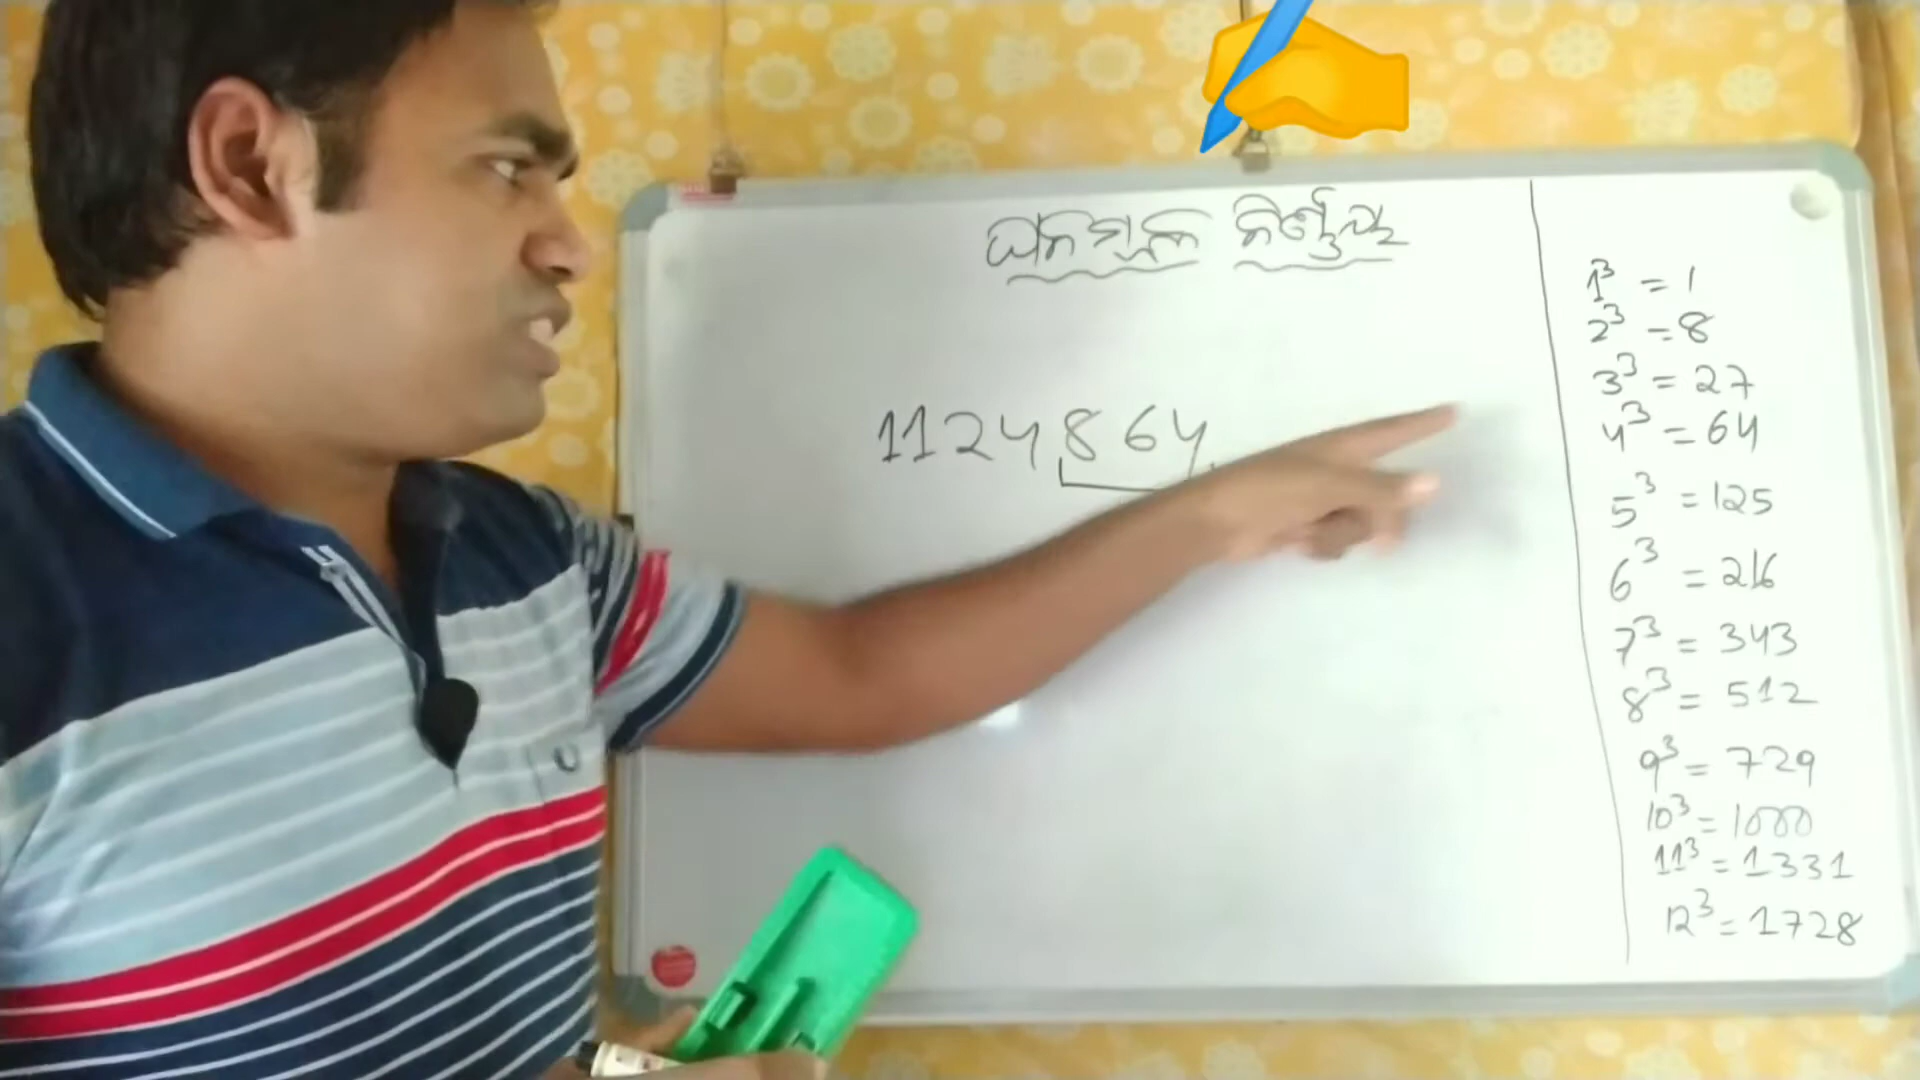 ଘନମୂଳ ନିର୍ଣ୍ଣୟ
1124864
1³ = 1
2³ = 8
3³ = 27
4³ = 64
5³ = 125
6³ = 216
7³ = 343
8³ = 512
9³ = 729
10³ = 1000
11³ = 1331
12³ = 1728